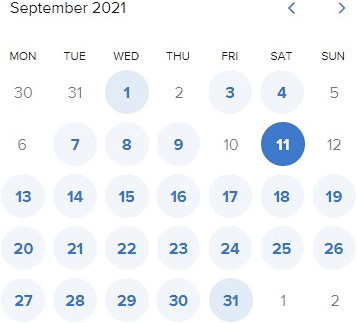 September 2021
MON TUE WED THU FRI SAT SUN
30 31 1 2 3 4 5
6 7 8 9 10 11 12
13 14 15 16 17 18 19
20 21 22 23 24 25 26
27 28 29 30 31 1 2